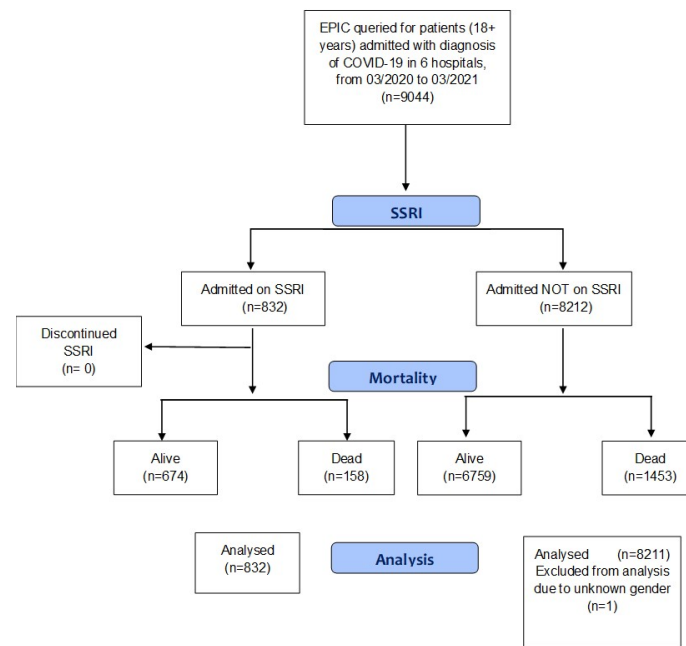 EPIC queried for patients (18+
years) admitted with diagnosis
of COVID-19 in 6 hospitals,
from 03/2020 to 03/2021
(n=9044)
SSRI
Admitted on SSRI
(n=832)
Admitted NOT on SSRI
(n=8212)
Discontinued
SSRI
(n= 0)
Mortality
Alive
(n=674)
Dead
(n=158)
Alive
(n=6759)
Dead
(n=1453)
Analysed
(n=832)
Analysis
Analysed (n=8211)
Excluded from analysis
due to unknown gender
(n=1)